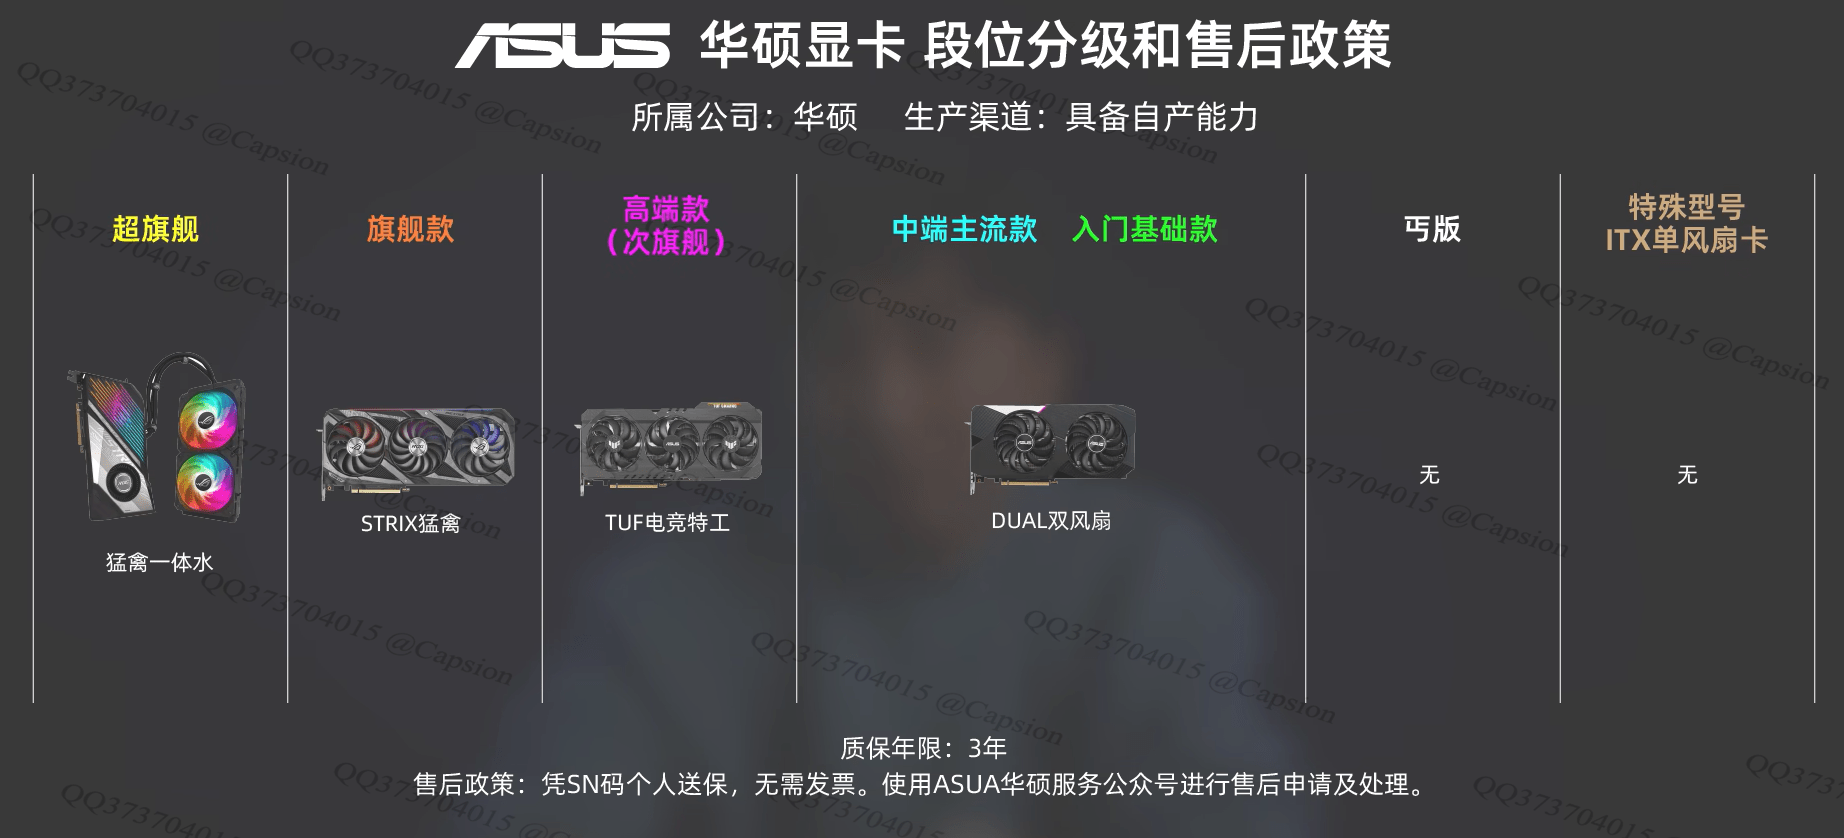 ASUS 华硕显卡 段位分级和售后政策
所属公司：华硕 生产渠道：具备自产能力
超旗舰
旗舰款
高端款
（次旗舰）
中端主流款 入门基础款
丐版
特殊型号
ITX单风扇卡
猛禽一体水
STRIX猛禽
TUF电竞特工
DUAL双风扇
无
无
质保年限：3年
售后政策：凭SN码个人送保，无需发票。使用ASUA华硕服务公众号进行售后申请及处理。
QQ373704015 @Capsion